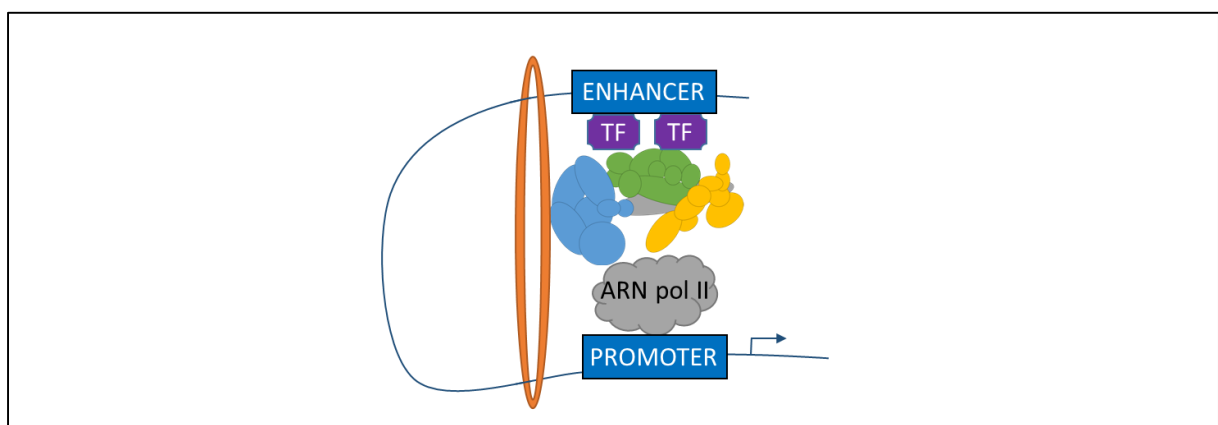 ENHANCER
TF TF
ARN pol II
PROMOTER